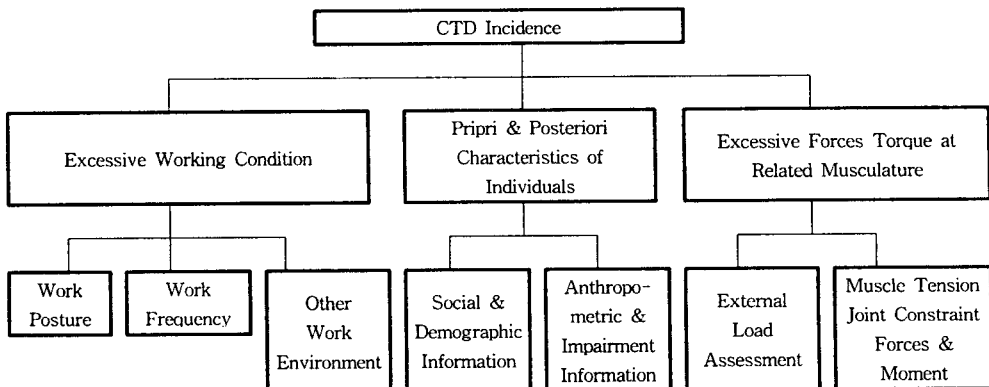 CTD Incidence
Excessive Working Condition
Pripri & Posteriori
Characteristics of
Individuals
Excessive Forces Torque at
Related Musculature
Work
Posture
Work
Frequency
Other
Work
Environment
Social &
Demographic
Information
Anthropo-
metric &
Impairment
Information
External
Load
Assessment
Muscle Tension
Joint Constraint
Forces &
Moment